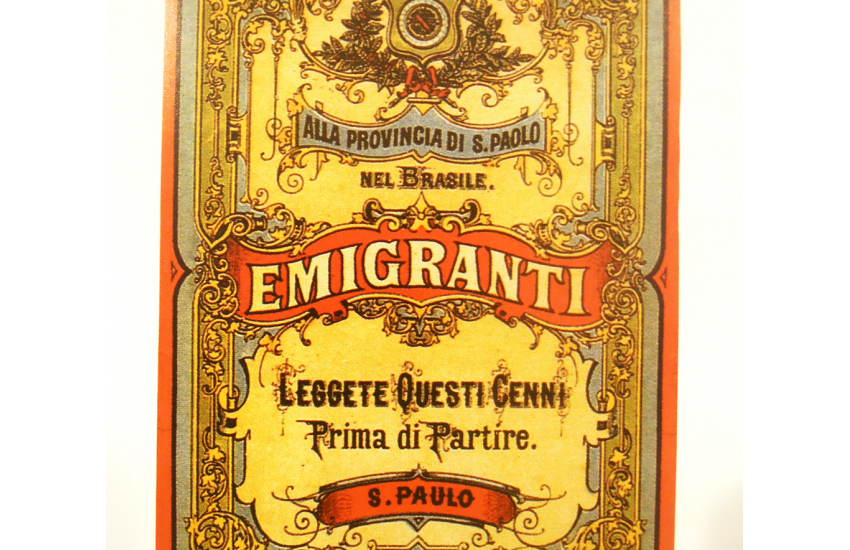 ALLA PROVINCIA DI S. PAOLO
NEL BRASILE.
EMIGRANTI
LEGGETE QUESTI CENNI
Prima di Partire.
S. PAULO